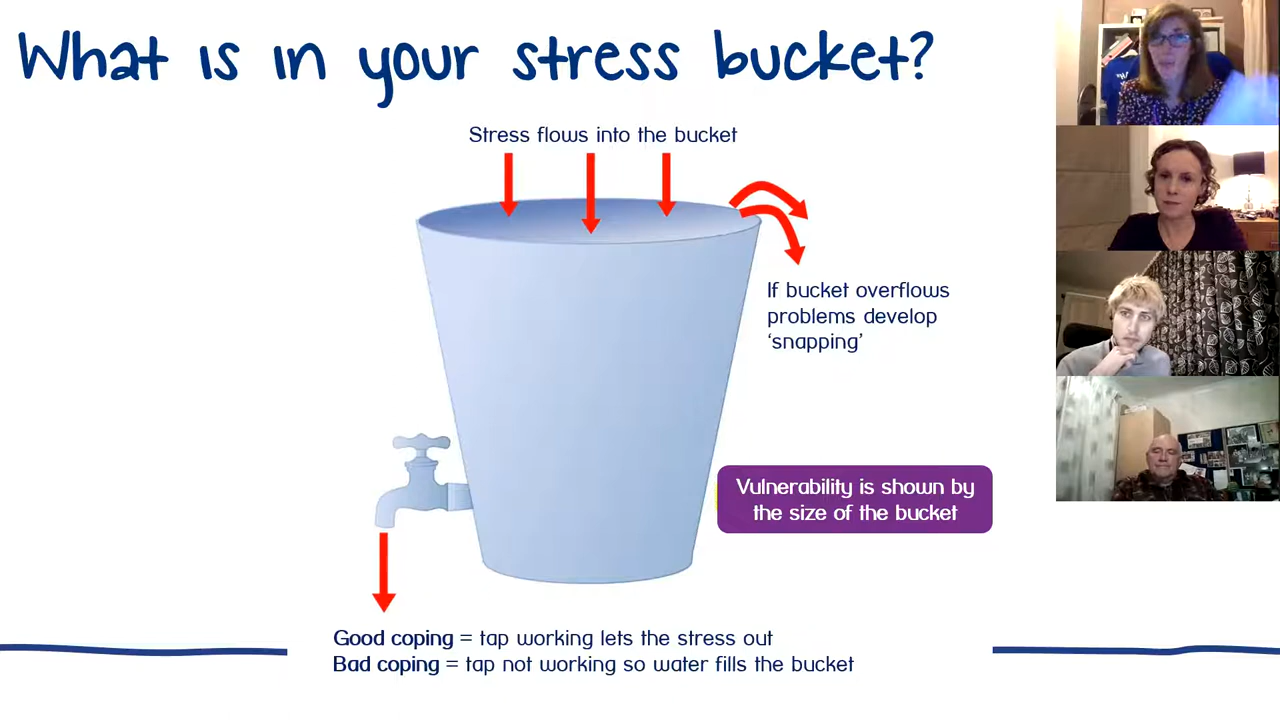 What is in your stress bucket?
Stress flows into the bucket
If bucket overflows
problems develop
‘snapping’
Vulnerability is shown by
the size of the bucket
Good coping = tap working lets the stress out
Bad coping = tap not working so water fills the bucket